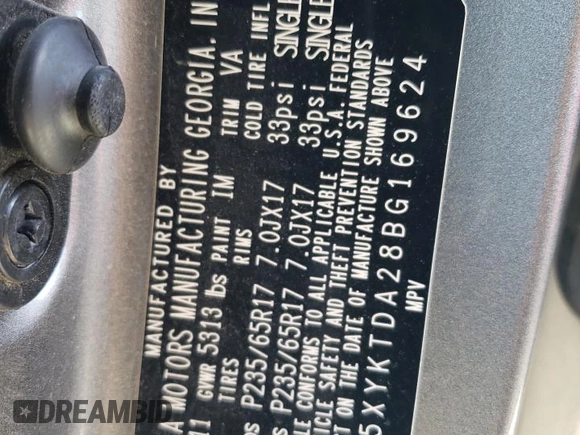 MANUFACTURED BY
A MOTORS MANUFACTURING GEORGIA. IN
11 GVWR 5313 lbs PAINT IM TRIM VA
TIRES RIMS COLD TIRE INFL
P235/65R17 7.0JX17 33psi SINGLE
P235/65R17 7.0JX17 33psi SINGLE
CONFORMS TO ALL APPLICABLE U.S.A. FEDERAL
SAFETY AND THEFT PREVENTION STANDARDS
ON THE DATE OF MANUFACTURE SHOWN ABOVE
5XYKTDA28BG169624
MPV
DREAMBID